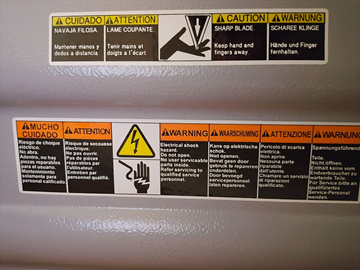 CUIDADO
NAVAJA FILOSA
Mantener manos y
dedos a distancia.
ATTENTION
LAME COUPANTE.
Tenir mains et
doigts a l'écart.
CAUTION
SHARP BLADE.
Keep hand and
fingers away
WARNUNG
SCHARFE KLINGE
Hände und Finger
fernhalten.
MUCHO
CUIDADO
Riesgo de choque
eléctrico.
No abra.
Adentro, no hay
piezas reparables
para el usuario.
Mantenimiento
solamente para
personal calificado.
ATTENTION
Risque de secousse
électrique.
Ne pas ouvrir.
Pas de pièces
réparables par
l'utilisateur.
Entretien par
personnel qualifié.
WARNING
Electrical shock
hazard.
Do not open.
No user serviceable
parts inside.
Refer servicing to
qualified service
personnel.
WAARSCHUWING
Kans op elektrische
schok.
Niet openen.
Bevat geen door
gebruik te repareren
onderdelen.
Door bevoegd
servicepersoneel
laten repareren.
ATTENZIONE
Pericolo di scarica
elettrica.
Non aprire.
Nessuna parte
riparabile
dall'utente.
Chiamare un servizio
di riparazioni
qualificato.
WARNUNG
Spannungsführende
Teile.
Nicht öffnen.
Enthält keine vom
Endverbraucher zu
wartende Teile.
Für Service bitte an
qualifiziertes
Service-Personal